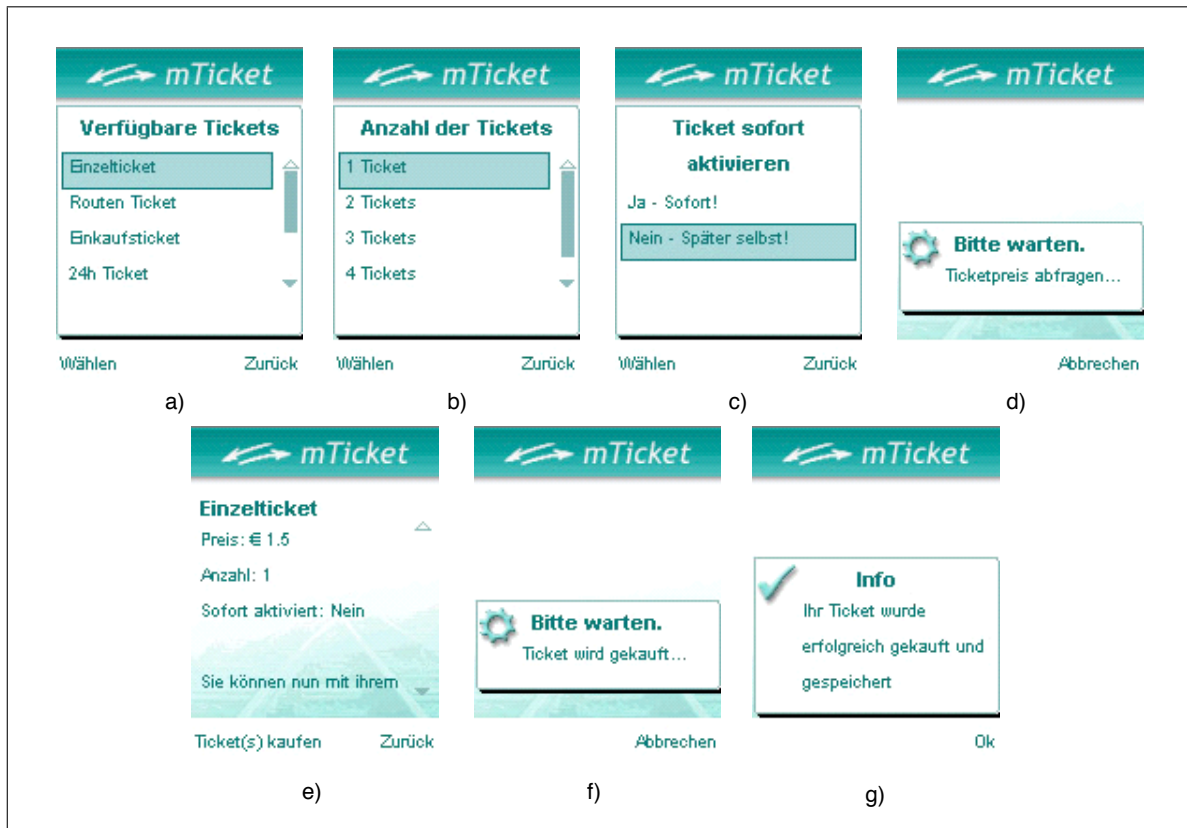 mTicket
Verfügbare Tickets
Einzelticket
Routen Ticket
Einkaufsticket
24h Ticket
Wählen Zurück
a)
mTicket
Anzahl der Tickets
1 Ticket
2 Tickets
3 Tickets
4 Tickets
Wählen Zurück
b)
mTicket
Ticket sofort
aktivieren
Ja - Sofort!
Nein - Später selbst!
Wählen Zurück
c)
mTicket
Bitte warten.
Ticketpreis abfragen...
Abbrechen
d)
mTicket
Einzelticket
Preis: € 1.5
Anzahl: 1
Sofort aktiviert: Nein
Sie können nun mit ihrem
Ticket(s) kaufen Zurück
e)
mTicket
Bitte warten.
Ticket wird gekauft...
Abbrechen
f)
mTicket
Info
Ihr Ticket wurde
erfolgreich gekauft und
gespeichert
Ok
g)